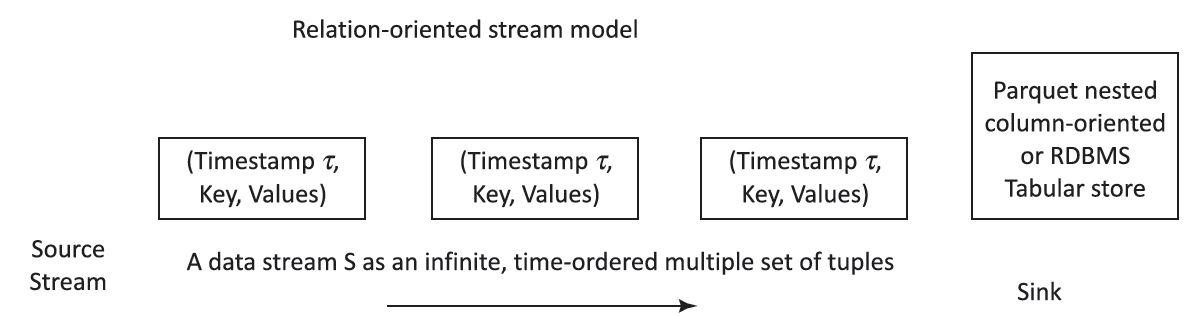 Relation-oriented stream model
Parquet nested
column-oriented
or RDBMS
Tabular store
(Timestamp τ,
Key, Values)
(Timestamp τ,
Key, Values)
(Timestamp τ,
Key, Values)
Source
Stream
A data stream S as an infinite, time-ordered multiple set of tuples
Sink